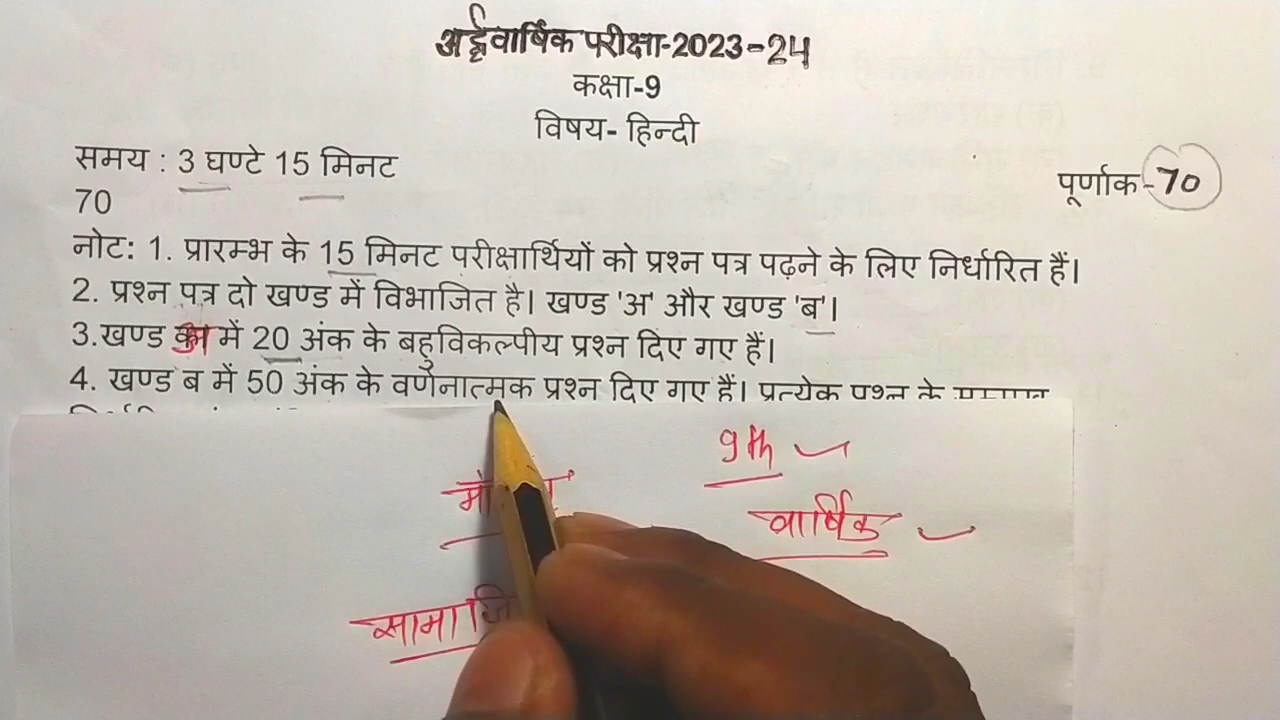 अर्द्धवार्षिक परीक्षा-2023-24
कक्षा-9
विषय- हिन्दी
समय : 3 घण्टे 15 मिनट
पूर्णाक-70
70
नोट: 1. प्रारम्भ के 15 मिनट परीक्षार्थियों को प्रश्न पत्र पढ़ने के लिए निर्धारित हैं।
2. प्रश्न पत्र दो खण्ड में विभाजित है। खण्ड 'अ' और खण्ड 'ब'।
3.खण्ड अ में 20 अंक के बहुविकल्पीय प्रश्न दिए गए हैं।
4. खण्ड ब में 50 अंक के वर्णनात्मक प्रश्न दिए गए हैं। प्रत्येक प्रश्न के
9th
वार्षिक